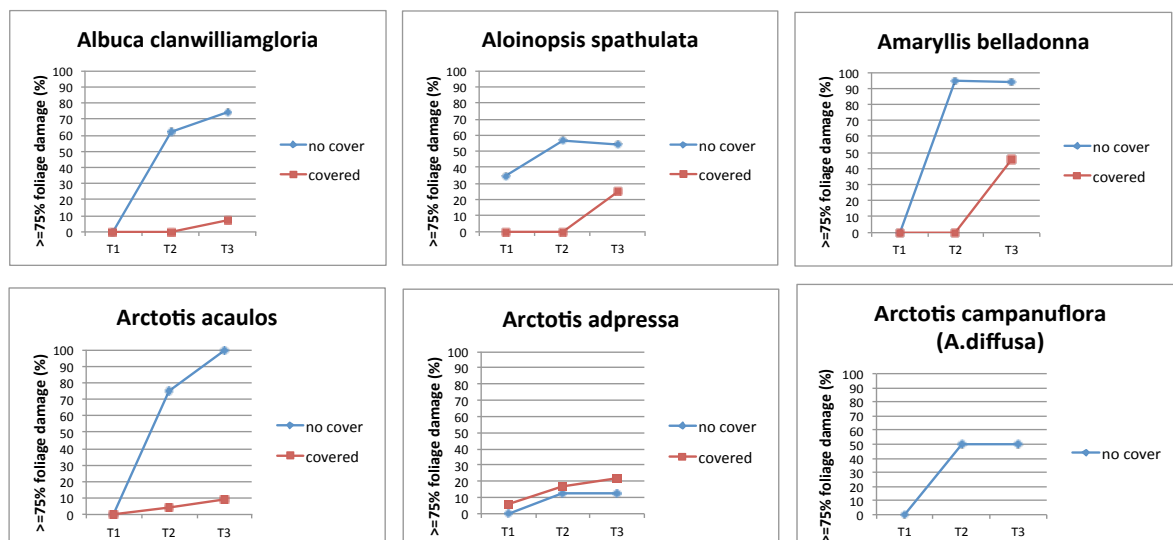 Albuca clanwilliamgloria
>=75% foliage damage (%)
100
90
80
70
60
50
40
30
20
10
0
T1 T2 T3
no cover
covered
Aloinopsis spathulata
>=75% foliage damage (%)
100
90
80
70
60
50
40
30
20
10
0
T1 T2 T3
no cover
covered
Amaryllis belladonna
>=75% foliage damage (%)
100
90
80
70
60
50
40
30
20
10
0
T1 T2 T3
no cover
covered
Arctotis acaulos
>=75% foliage damage (%)
100
90
80
70
60
50
40
30
20
10
0
T1 T2 T3
no cover
covered
Arctotis adpressa
>=75% foliage damage (%)
100
90
80
70
60
50
40
30
20
10
0
T1 T2 T3
no cover
covered
Arctotis campanuflora
(A.diffusa)
>=75% foliage damage (%)
100
90
80
70
60
50
40
30
20
10
0
T1 T2 T3
no cover